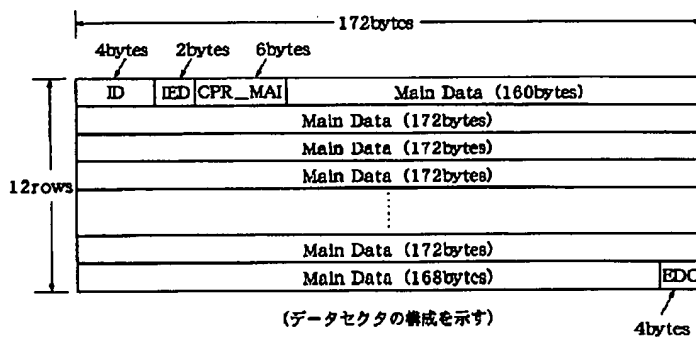 172bytes
4bytes 2bytes 6bytes
ID IED CPR_MAI Main Data (160bytes)
Main Data (172bytes)
Main Data (172bytes)
12rows Main Data (172bytes)
Main Data (172bytes)
Main Data (168bytes) EDC
(データセクタの構成を示す)
4bytes